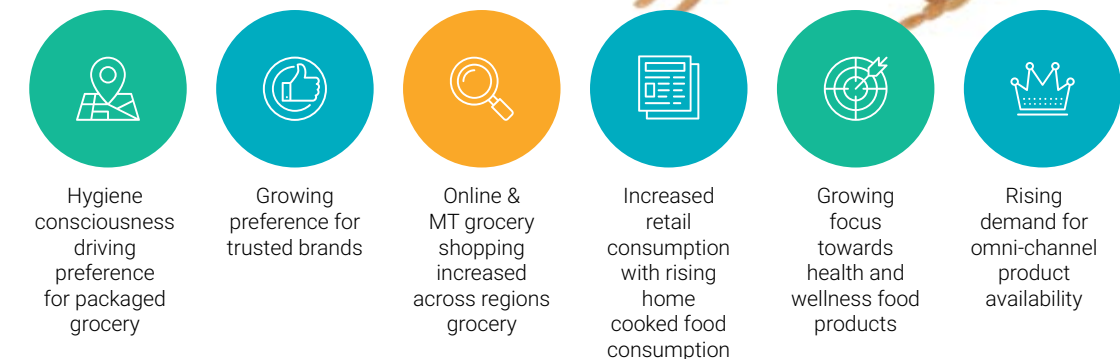 Hygiene
consciousness
driving
preference
for packaged
grocery
Growing
preference for
trusted brands
Online &
MT grocery
shopping
increased
across regions
grocery
Increased
retail
consumption
with rising
home
cooked food
consumption
Growing
focus
towards
health and
wellness food
products
Rising
demand for
omni-channel
product
availability